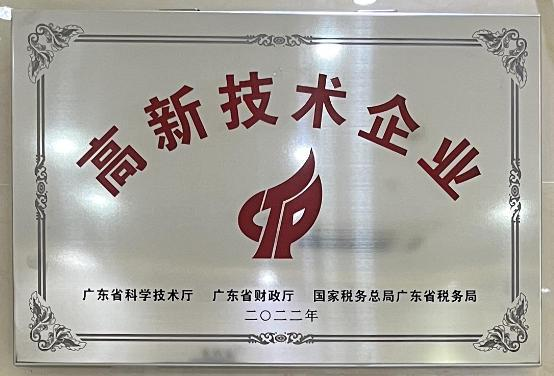 高新技术企业
广东省科学技术厅 广东省财政厅 国家税务总局广东省税务局
二〇二二年